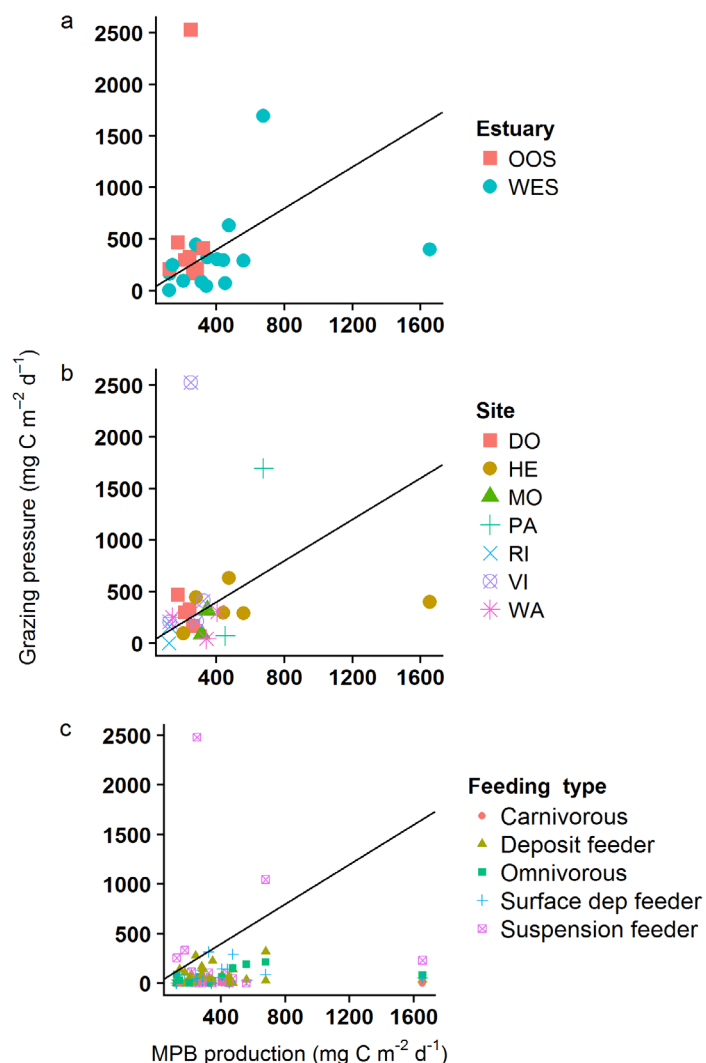 a
2500
2000
1500
1000
500
0
400 800 1200 1600
Estuary
OOS
WES
Grazing pressure (mg C m⁻² d⁻¹)
b
2500
2000
1500
1000
500
0
400 800 1200 1600
Site
DO
HE
MO
PA
RI
VI
WA
c
2500
2000
1500
1000
500
0
400 800 1200 1600
Feeding type
Carnivorous
Deposit feeder
Omnivorous
Surface dep feeder
Suspension feeder
MPB production (mg C m⁻² d⁻¹)